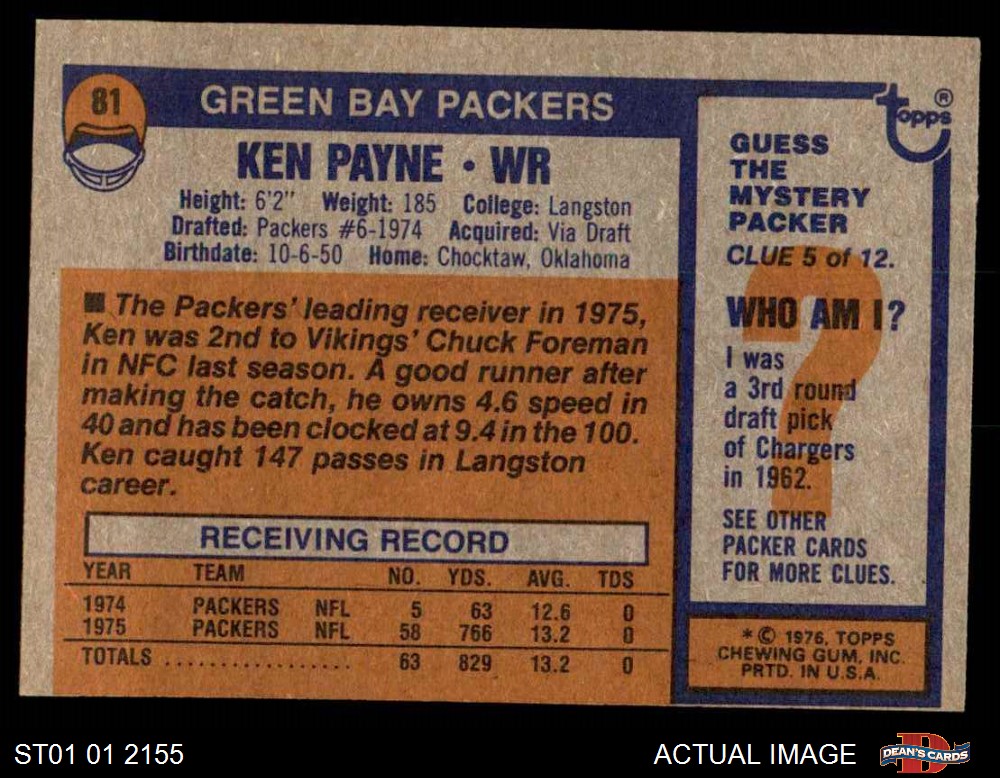 81
GREEN BAY PACKERS
KEN PAYNE • WR
Height: 6'2" Weight: 185 College: Langston
Drafted: Packers #6-1974 Acquired: Via Draft
Birthdate: 10-6-50 Home: Chocktaw, Oklahoma
■ The Packers' leading receiver in 1975,
Ken was 2nd to Vikings' Chuck Foreman
in NFC last season. A good runner after
making the catch, he owns 4.6 speed in
40 and has been clocked at 9.4 in the 100.
Ken caught 147 passes in Langston
career.
RECEIVING RECORD
YEAR TEAM NO. YDS. AVG. TDS
1974 PACKERS NFL 5 63 12.6 0
1975 PACKERS NFL 58 766 13.2 0
TOTALS .................. 63 829 13.2 0
topps ®
GUESS
THE
MYSTERY
PACKER
CLUE 5 of 12.
?
WHO AM I?
I was
a 3rd round
draft pick
of Chargers
in 1962.
SEE OTHER
PACKER CARDS
FOR MORE CLUES.
* © 1976, TOPPS
CHEWING GUM, INC.
PRTD. IN U.S.A.
ST01 01 2155
ACTUAL IMAGE
D
DEAN'S CARDS